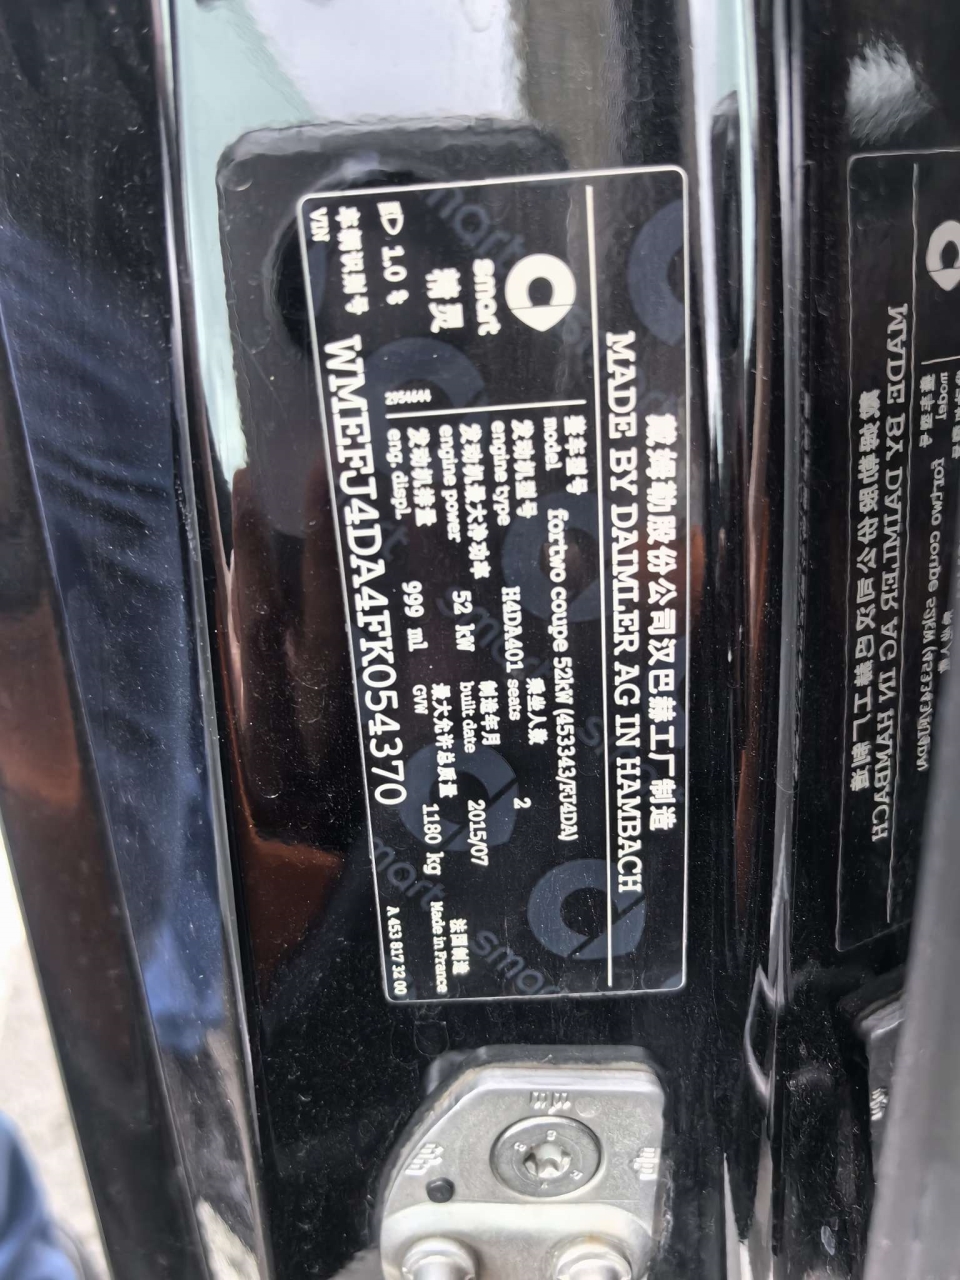 戴姆勒股份公司汉巴赫工厂制造
MADE BY DAIMLER AG IN HAMBACH
smart
精灵
1.0 t
2954644
整车型号
model fortwo coupe 52kW (453343/FJ4DA)
发动机型号 乘坐人数
engine type H4DA401 seats 2
发动机最大净功率 制造年月
engine power 52 kW built date 2015/07
发动机排量 最大允许总质量 法国制造
eng. displ. 999 ml GVW 1180 kg Made in France
车辆识别号
VIN WMEFJ4DA4FK054370
A 453 817 32 00